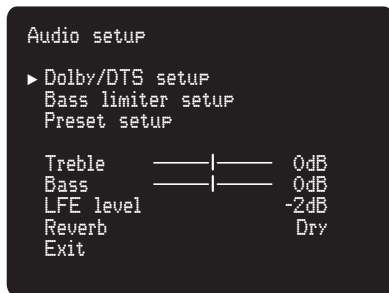 Audio setup
Dolby/DTS setup
Bass limiter setup
Preset setup
Treble 0dB
Bass 0dB
LFE level -2dB
Reverb Dry
Exit